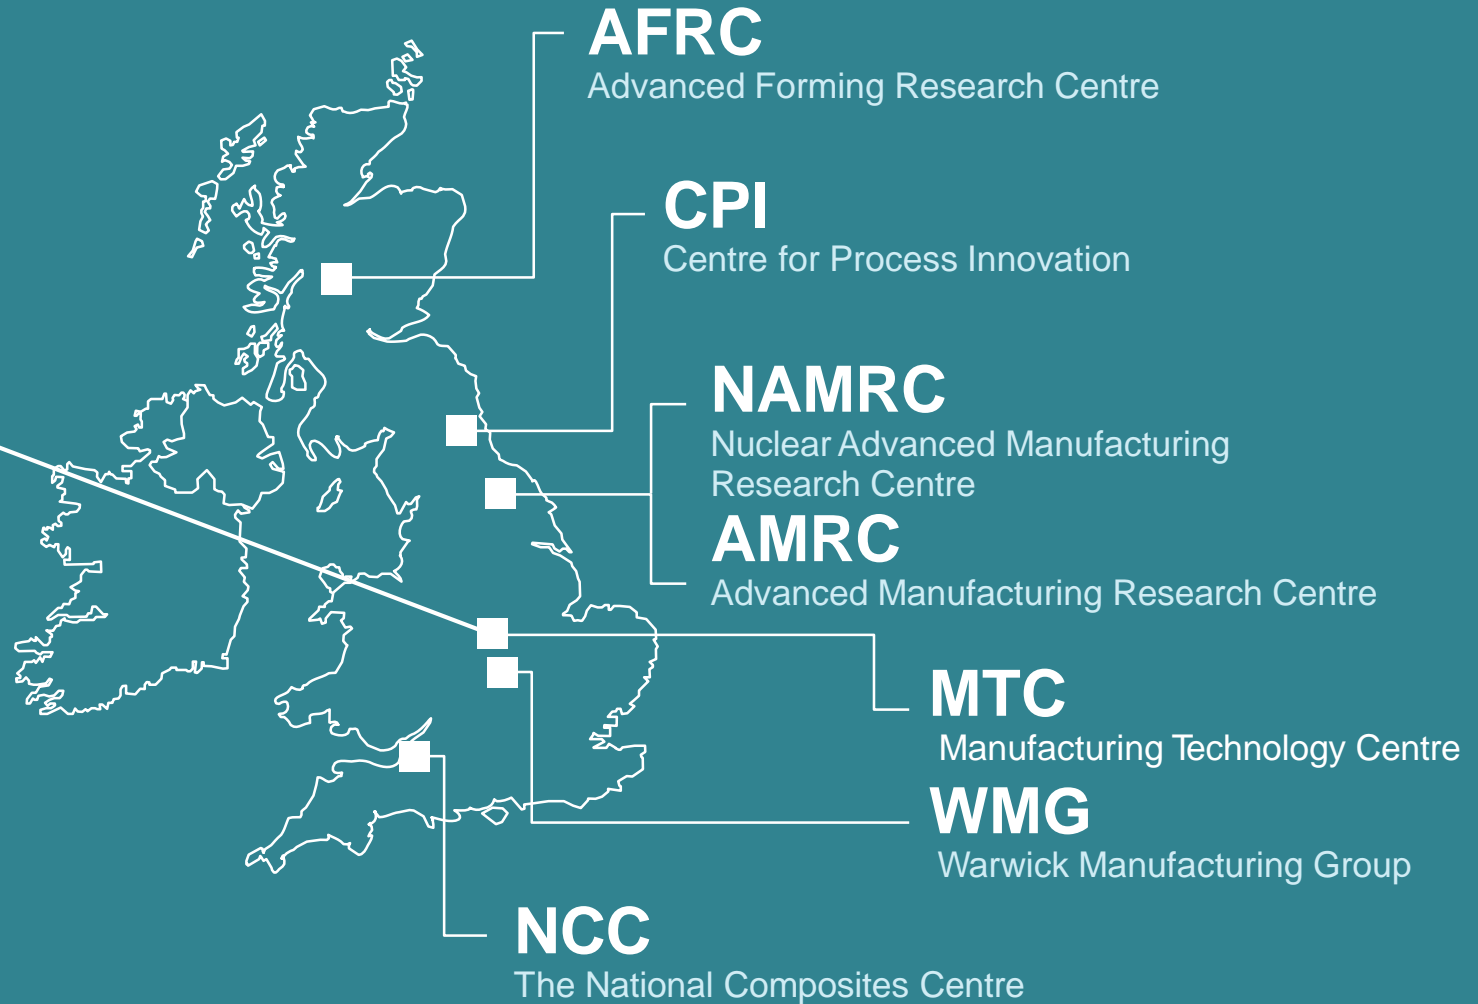 AFRC
Advanced Forming Research Centre
CPI
Centre for Process Innovation
NAMRC
Nuclear Advanced Manufacturing
Research Centre
AMRC
Advanced Manufacturing Research Centre
MTC
Manufacturing Technology Centre
WMG
Warwick Manufacturing Group
NCC
The National Composites Centre